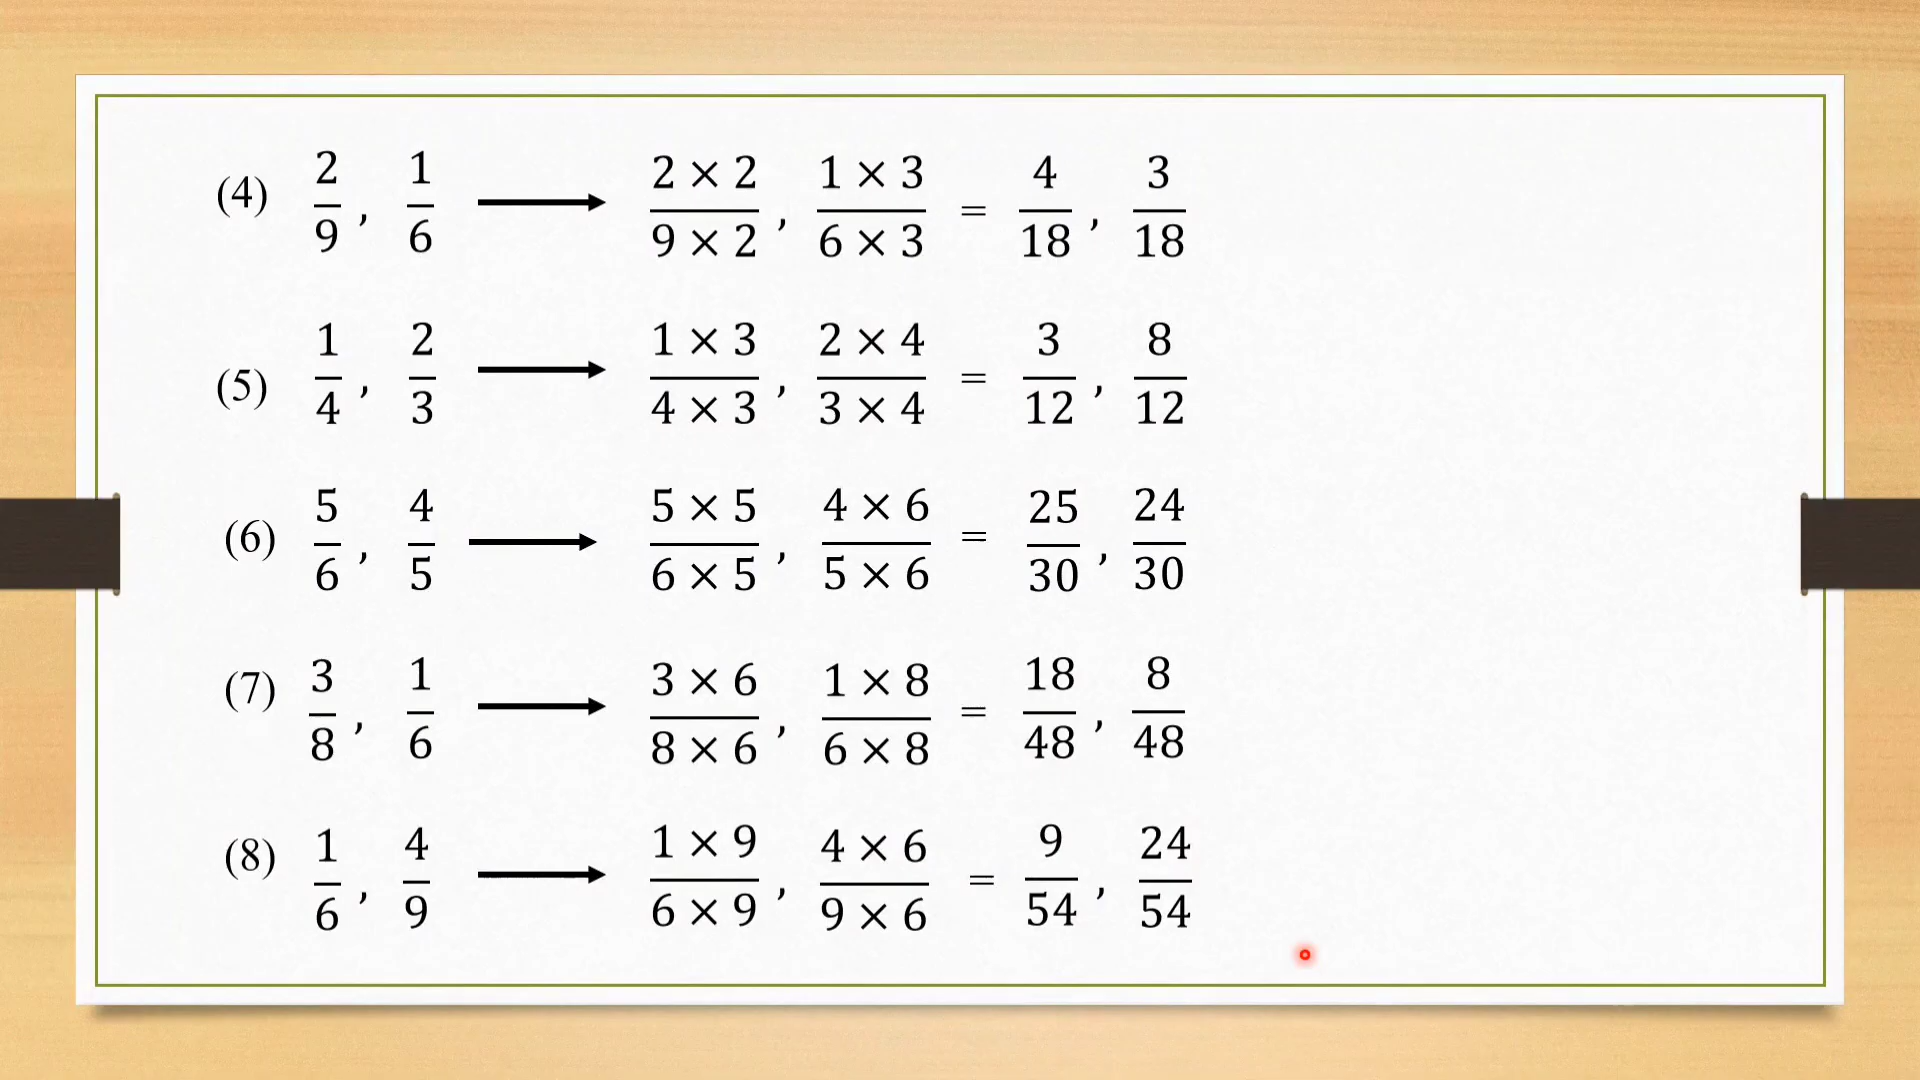 (4) 2/9 , 1/6 ⟶ 2 × 2 / 9 × 2 , 1 × 3 / 6 × 3 = 4/18 , 3/18
(5) 1/4 , 2/3 ⟶ 1 × 3 / 4 × 3 , 2 × 4 / 3 × 4 = 3/12 , 8/12
(6) 5/6 , 4/5 ⟶ 5 × 5 / 6 × 5 , 4 × 6 / 5 × 6 = 25/30 , 24/30
(7) 3/8 , 1/6 ⟶ 3 × 6 / 8 × 6 , 1 × 8 / 6 × 8 = 18/48 , 8/48
(8) 1/6 , 4/9 ⟶ 1 × 9 / 6 × 9 , 4 × 6 / 9 × 6 = 9/54 , 24/54